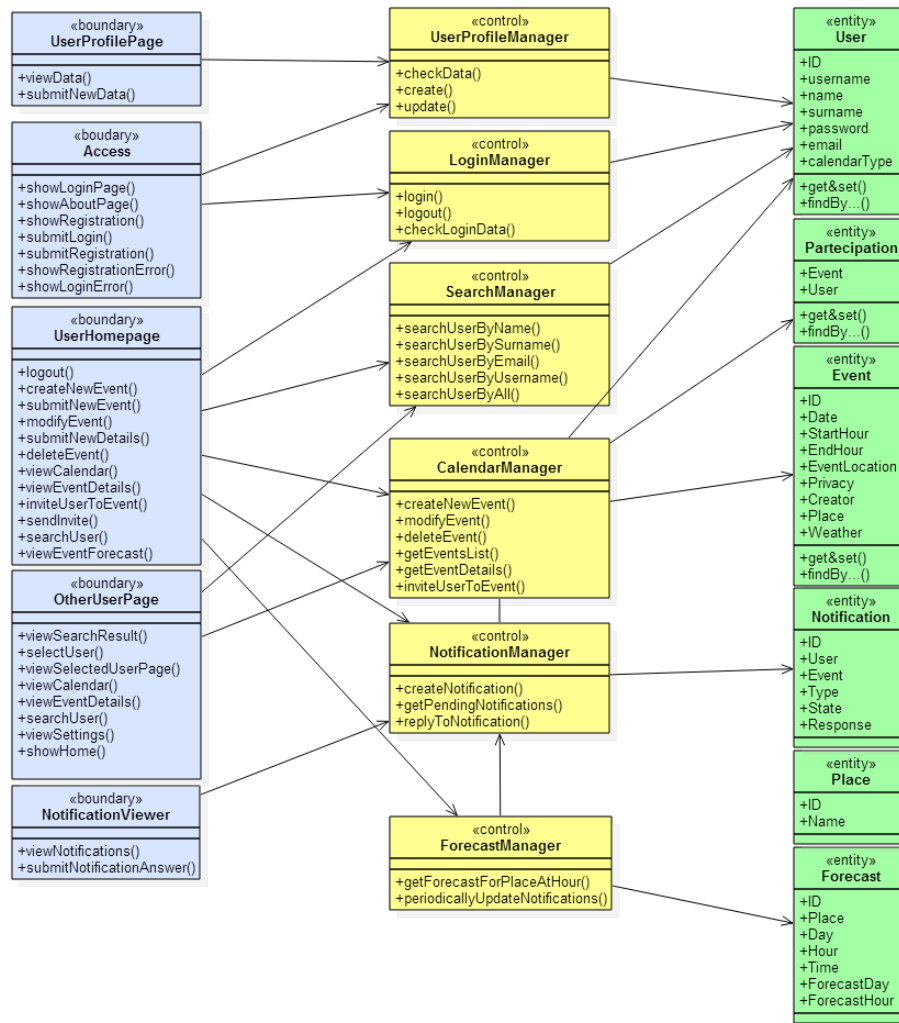 «boundary»
UserProfilePage
+viewData()
+submitNewData()
«boudary»
Access
+showLoginPage()
+showAboutPage()
+showRegistration()
+submitLogin()
+submitRegistration()
+showRegistrationError()
+showLoginError()
«boundary»
UserHomepage
+logout()
+createNewEvent()
+submitNewEvent()
+modifyEvent()
+submitNewDetails()
+deleteEvent()
+viewCalendar()
+viewEventDetails()
+inviteUserToEvent()
+sendInvite()
+searchUser()
+viewEventForecast()
«boundary»
OtherUserPage
+viewSearchResult()
+selectUser()
+viewSelectedUserPage()
+viewCalendar()
+viewEventDetails()
+searchUser()
+viewSettings()
+showHome()
«boundary»
NotificationViewer
+viewNotifications()
+submitNotificationAnswer()
«control»
UserProfileManager
+checkData()
+create()
+update()
«control»
LoginManager
+login()
+logout()
+checkLoginData()
«control»
SearchManager
+searchUserByName()
+searchUserBySurname()
+searchUserByEmail()
+searchUserByUsername()
+searchUserByAll()
«control»
CalendarManager
+createNewEvent()
+modifyEvent()
+deleteEvent()
+getEventsList()
+getEventDetails()
+inviteUserToEvent()
«control»
NotificationManager
+createNotification()
+getPendingNotifications()
+replyToNotification()
«control»
ForecastManager
+getForecastForPlaceAtHour()
+periodicallyUpdateNotifications()
«entity»
User
+ID
+username
+name
+surname
+password
+email
+calendarType
+get&set()
+findBy...()
«entity»
Partecipation
+Event
+User
+get&set()
+findBy...()
«entity»
Event
+ID
+Date
+StartHour
+EndHour
+EventLocation
+Privacy
+Creator
+Place
+Weather
+get&set()
+findBy...()
«entity»
Notification
+ID
+User
+Event
+Type
+State
+Response
«entity»
Place
+ID
+Name
«entity»
Forecast
+ID
+Place
+Day
+Hour
+Time
+ForecastDay
+ForecastHour